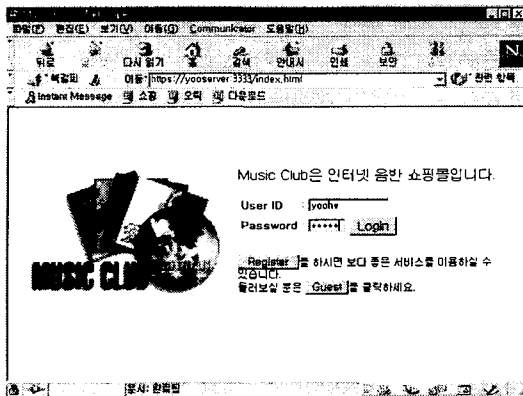 파일(F) 편집(E) 보기(V) 이동(G) Communicator 도움말(H)
뒤로 다시 읽기 홈 검색 안내서 인쇄 보안
북갈피 이동: https://yooserver:3333/index.html 관련 항목
Instant Message 쇼핑 오락 다운로드
Music Club은 인터넷 음반 쇼핑몰입니다.
User ID : yoohw
Password : ***** Login
Register 를 하시면 보다 좋은 서비스를 이용하실 수
있습니다.
둘러보실 분은 Guest 를 클릭하세요.
MUSIC CLUB
문서: 완료됨